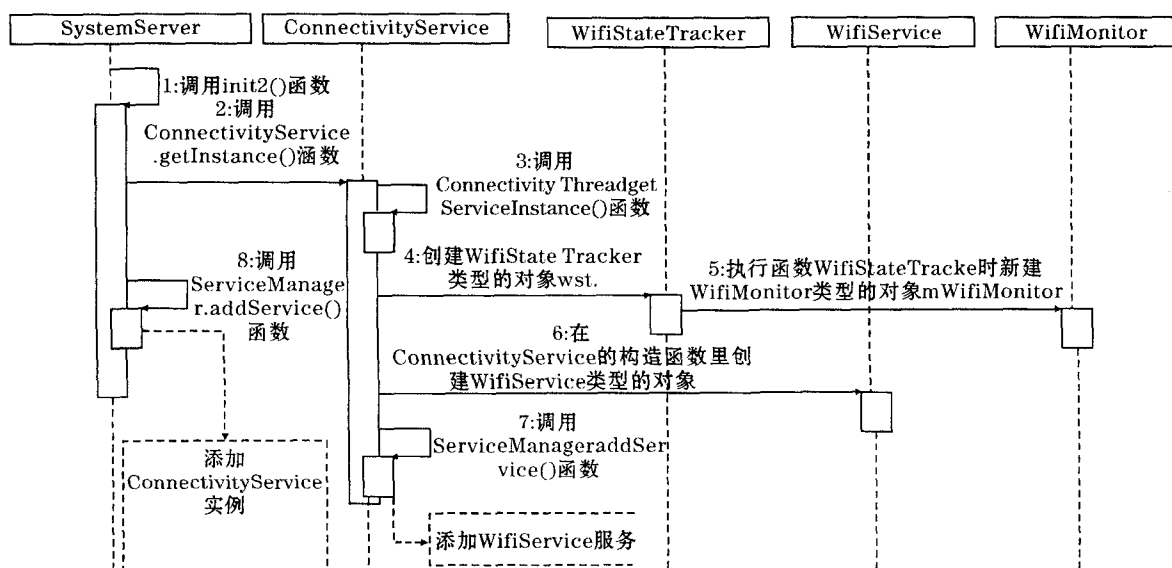 SystemServer
ConnectivityService
WifiStateTracker
WifiService
WifiMonitor
1:调用init2()函数
2:调用
ConnectivityService
.getInstance()涵数
3:调用
Connectivity Threadget
ServiceInstance()函数
4:创建WifiState Tracker
类型的对象wst.
5:执行函数WifiStateTracke时新建
WifiMonitor类型的对象mWifiMonitor
8:调用
ServiceManage
r.addService()
函数
6:在
ConnectivityService的构造函数里创
建WifiService类型的对象
7:调用
ServiceManageraddSer
vice()函数
添加
ConnectivityService
实例
添加WifiService服务